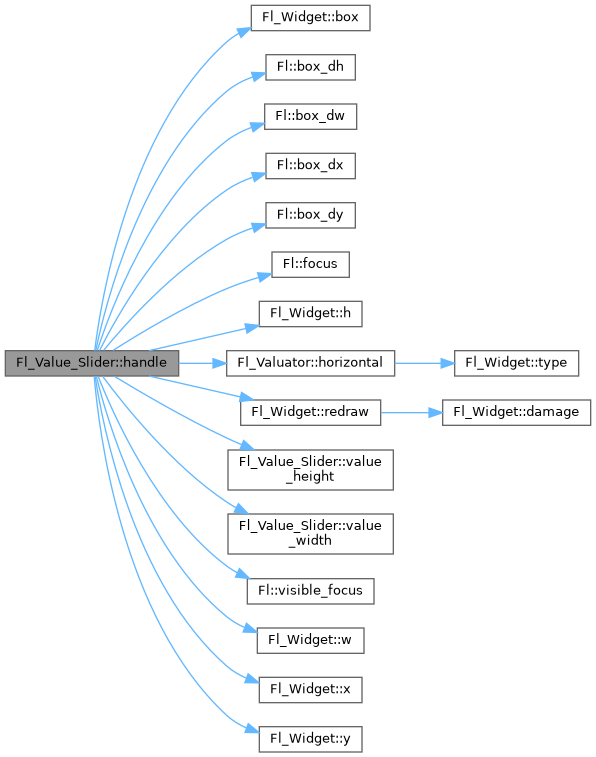 Fl_Widget::box
Fl::box_dh
Fl::box_dw
Fl::box_dx
Fl::box_dy
Fl::focus
Fl_Widget::h
Fl_Value_Slider::handle
Fl_Valuator::horizontal
Fl_Widget::type
Fl_Widget::redraw
Fl_Widget::damage
Fl_Value_Slider::value
_height
Fl_Value_Slider::value
_width
Fl::visible_focus
Fl_Widget::w
Fl_Widget::x
Fl_Widget::y